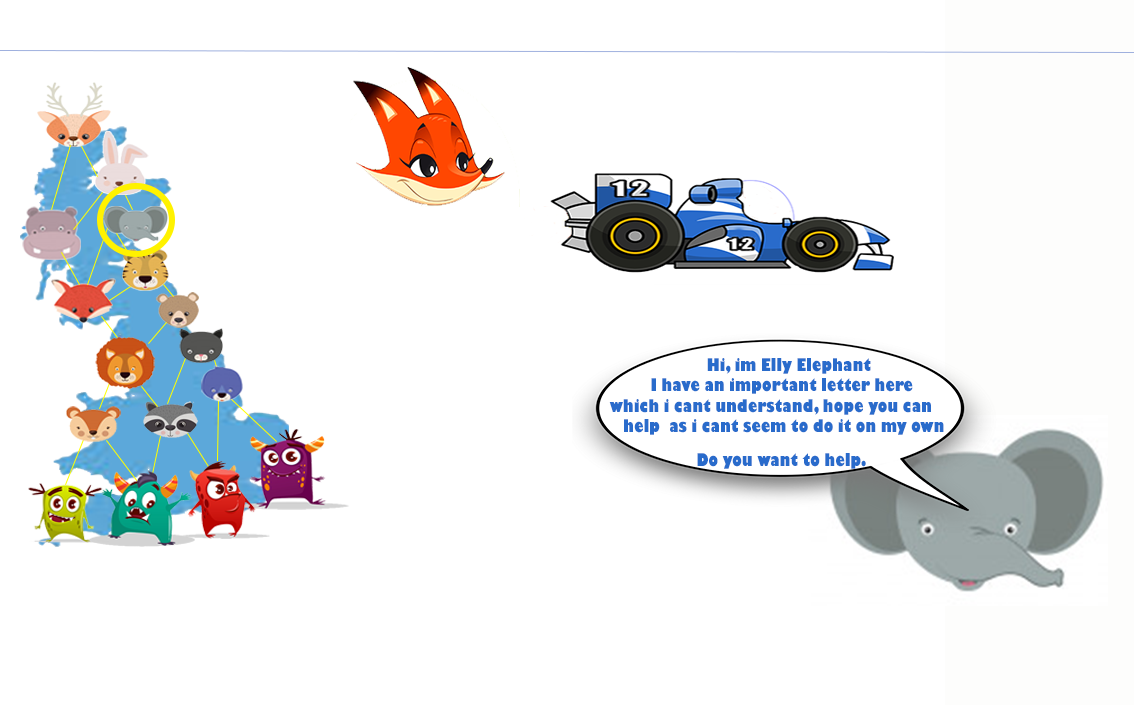 12
12
Hi, im Elly Elephant
I have an important letter here
which i cant understand, hope you can
help as i cant seem to do it on my own
Do you want to help.